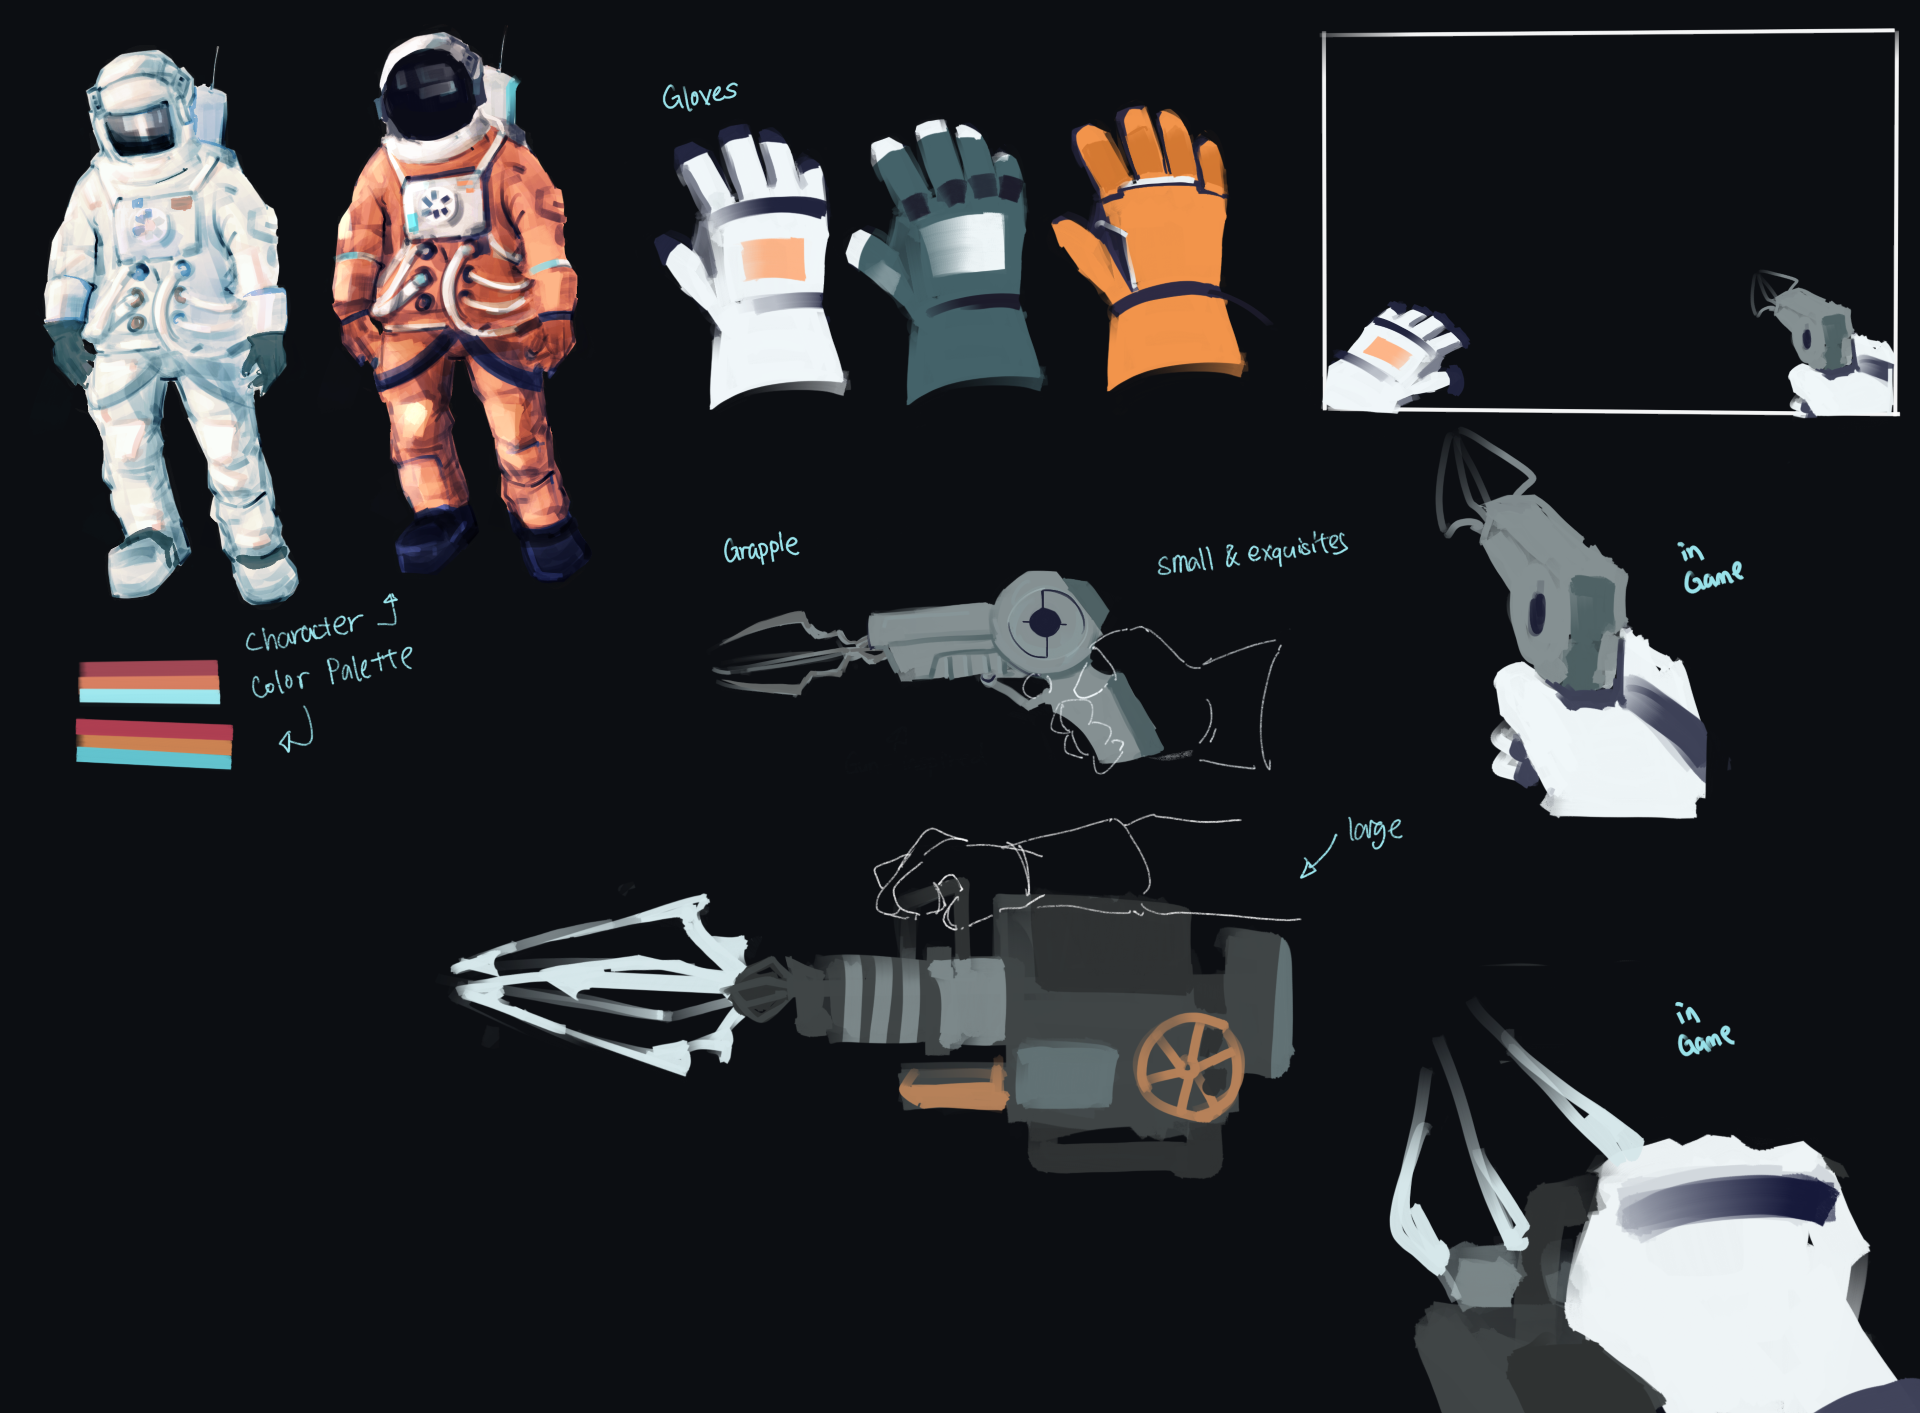 Gloves
Grapple
small & exquisites
in
Game
character
Color Palette
large
in
Game